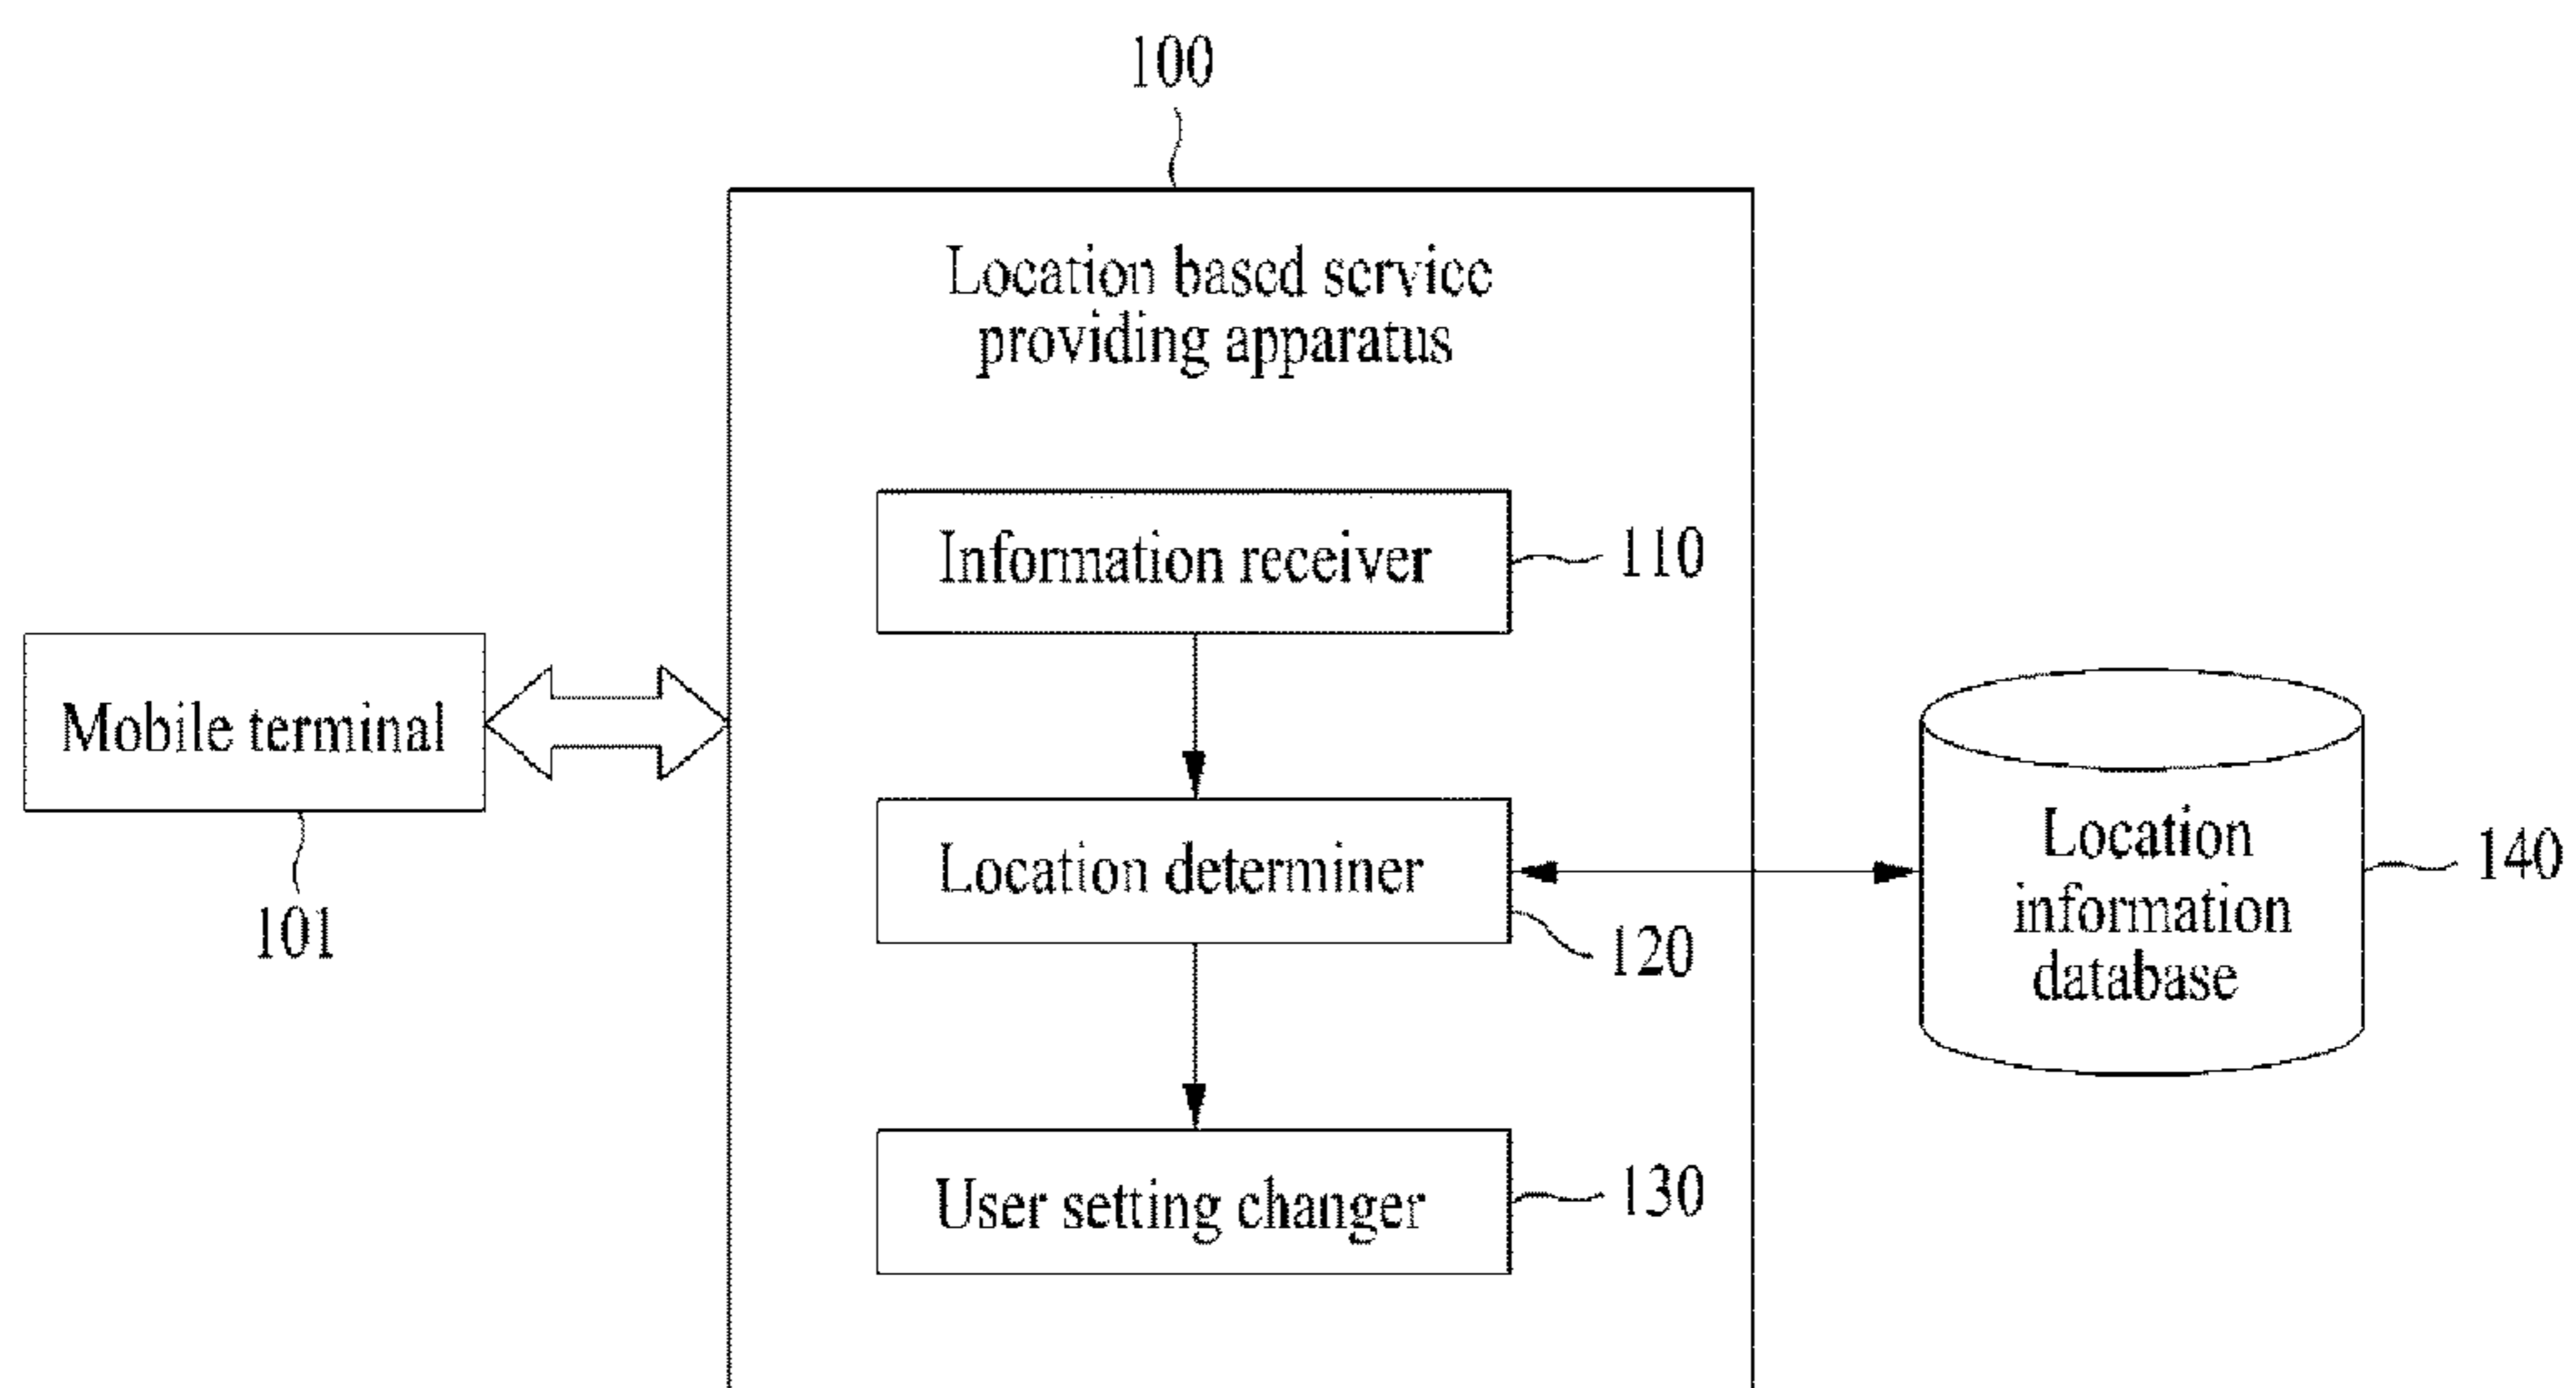 100
Location based service
providing apparatus
Information receiver
110
Mobile terminal
101
Location determiner
120
Location
information
database
140
User setting changer
130